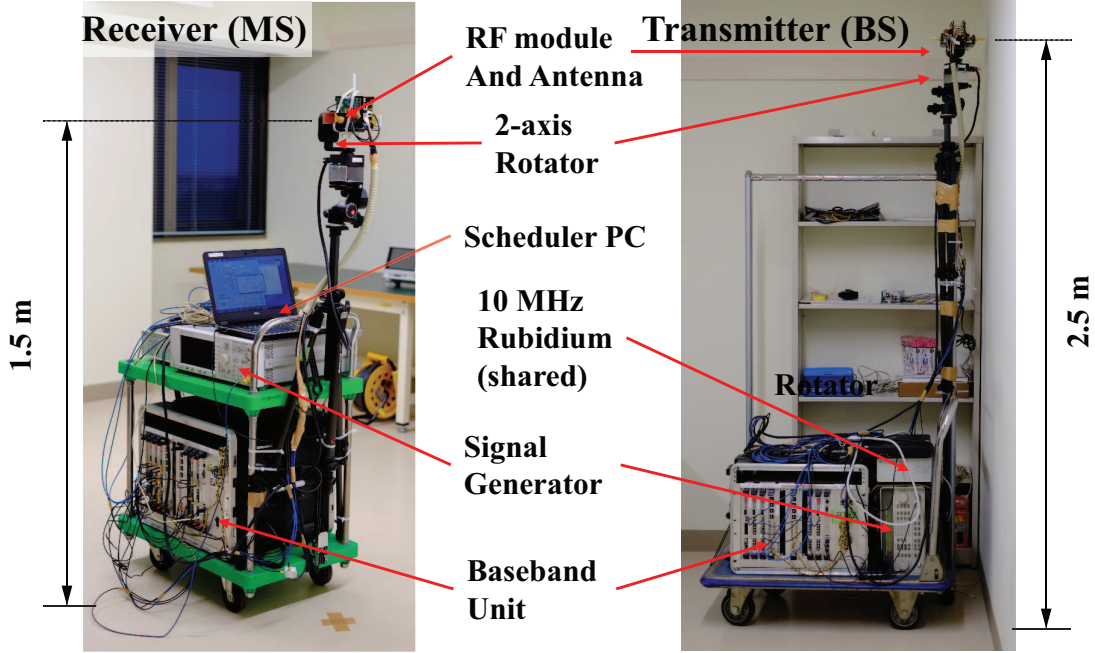 Receiver (MS)
Transmitter (BS)
RF module
And Antenna
2-axis
Rotator
Scheduler PC
10 MHz
Rubidium
(shared)
Rotator
Signal
Generator
Baseband
Unit
1.5 m
2.5 m